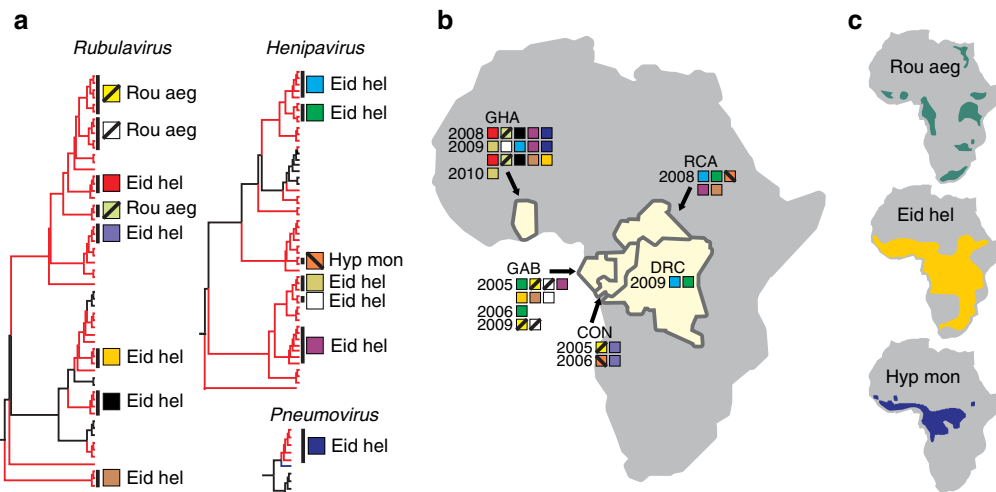 a
Rubulavirus
Rou aeg
Rou aeg
Eid hel
Rou aeg
Eid hel
Eid hel
Eid hel
Eid hel
Henipavirus
Eid hel
Eid hel
Hyp mon
Eid hel
Eid hel
Eid hel
Pneumovirus
Eid hel
b
GHA
2008
2009
2010
RCA
2008
GAB
2005
2006
2009
DRC
2009
CON
2005
2006
c
Rou aeg
Eid hel
Hyp mon